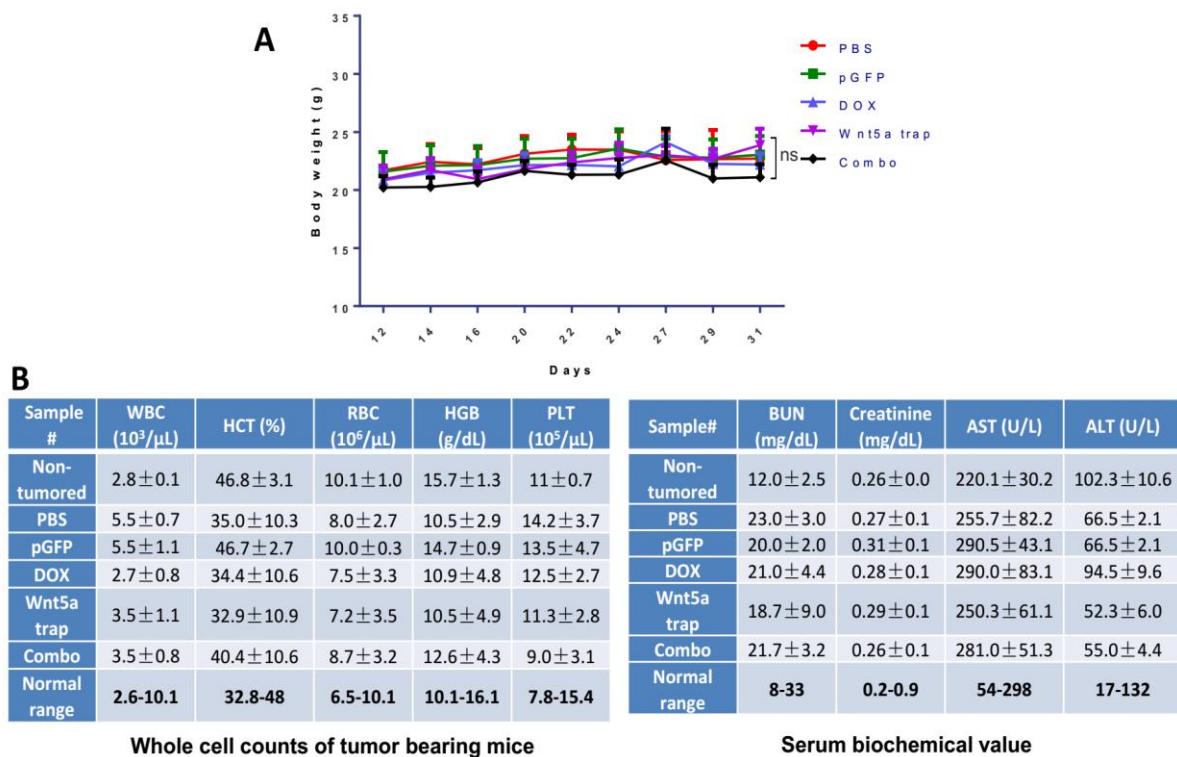 A
35
30
25
20
15
10
Body weight (g)
12 14 16 20 22 24 27 29 31
Days
PBS
pGFP
DOX
Wnt5a trap
Combo
ns
B
Sample # WBC (10³/µL) HCT (%) RBC (10⁶/µL) HGB (g/dL) PLT (10⁵/µL)
Non-tumored 2.8±0.1 46.8±3.1 10.1±1.0 15.7±1.3 11±0.7
PBS 5.5±0.7 35.0±10.3 8.0±2.7 10.5±2.9 14.2±3.7
pGFP 5.5±1.1 46.7±2.7 10.0±0.3 14.7±0.9 13.5±4.7
DOX 2.7±0.8 34.4±10.6 7.5±3.3 10.9±4.8 12.5±2.7
Wnt5a trap 3.5±1.1 32.9±10.9 7.2±3.5 10.5±4.9 11.3±2.8
Combo 3.5±0.8 40.4±10.6 8.7±3.2 12.6±4.3 9.0±3.1
Normal range 2.6-10.1 32.8-48 6.5-10.1 10.1-16.1 7.8-15.4
Whole cell counts of tumor bearing mice
Sample# BUN (mg/dL) Creatinine (mg/dL) AST (U/L) ALT (U/L)
Non-tumored 12.0±2.5 0.26±0.0 220.1±30.2 102.3±10.6
PBS 23.0±3.0 0.27±0.1 255.7±82.2 66.5±2.1
pGFP 20.0±2.0 0.31±0.1 290.5±43.1 66.5±2.1
DOX 21.0±4.4 0.28±0.1 290.0±83.1 94.5±9.6
Wnt5a trap 18.7±9.0 0.29±0.1 250.3±61.1 52.3±6.0
Combo 21.7±3.2 0.26±0.1 281.0±51.3 55.0±4.4
Normal range 8-33 0.2-0.9 54-298 17-132
Serum biochemical value